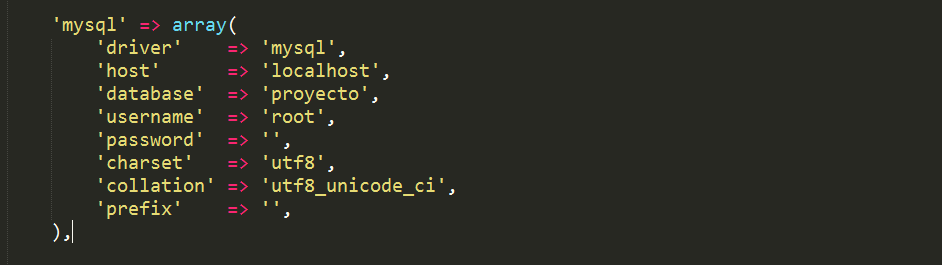 'mysql' => array(
    'driver'    => 'mysql',
    'host'      => 'localhost',
    'database'  => 'proyecto',
    'username'  => 'root',
    'password'  => '',
    'charset'   => 'utf8',
    'collation' => 'utf8_unicode_ci',
    'prefix'    => '',
),